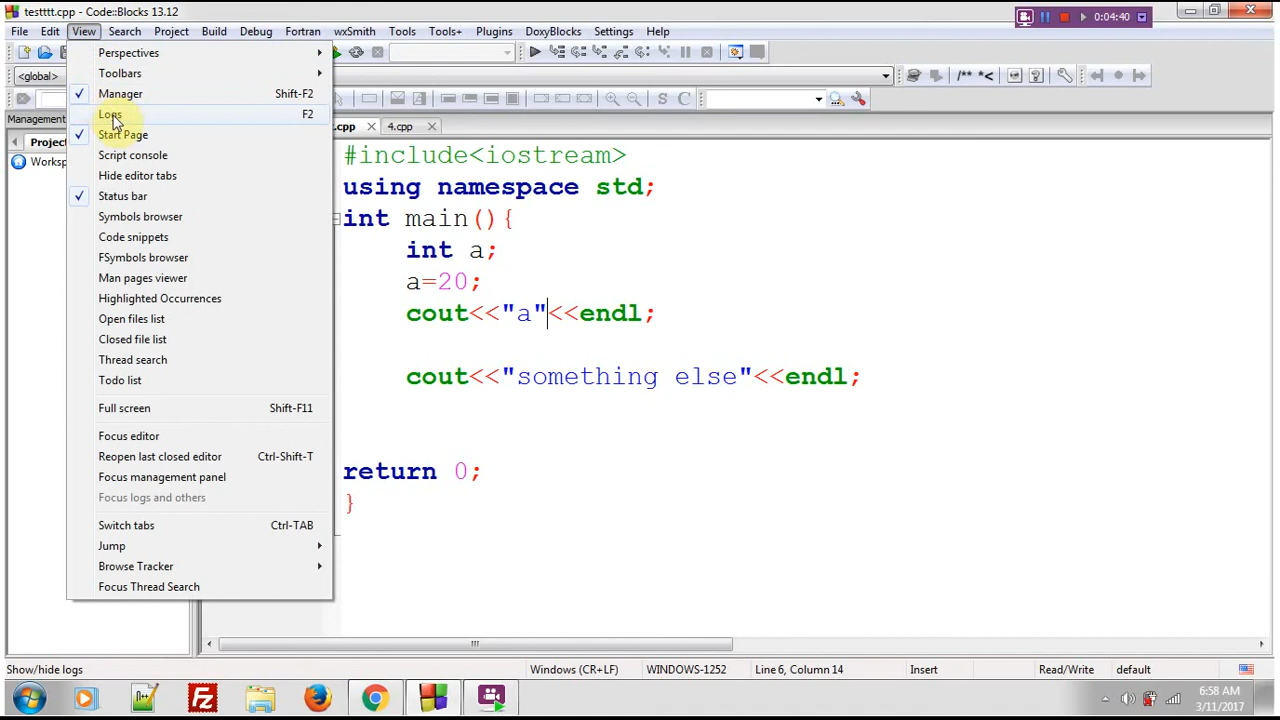 testttt.cpp - Code::Blocks 13.12
0:04:40
File Edit View Search Project Build Debug Fortran wxSmith Tools Tools+ Plugins DoxyBlocks Settings Help
<global>
/** *<
S C
Management
Projec
Worksp
.cpp
4.cpp
Perspectives
Toolbars
Manager Shift-F2
Logs F2
Start Page
Script console
Hide editor tabs
Status bar
Symbols browser
Code snippets
FSymbols browser
Man pages viewer
Highlighted Occurrences
Open files list
Closed file list
Thread search
Todo list
Full screen Shift-F11
Focus editor
Reopen last closed editor Ctrl-Shift-T
Focus management panel
Focus logs and others
Switch tabs Ctrl-TAB
Jump
Browse Tracker
Focus Thread Search
#include<iostream>
using namespace std;
int main(){
int a;
a=20;
cout<<"a"<<endl;
cout<<"something else"<<endl;
return 0;
}
Show/hide logs
Windows (CR+LF) WINDOWS-1252 Line 6, Column 14 Insert Read/Write default
6:58 AM
3/11/2017